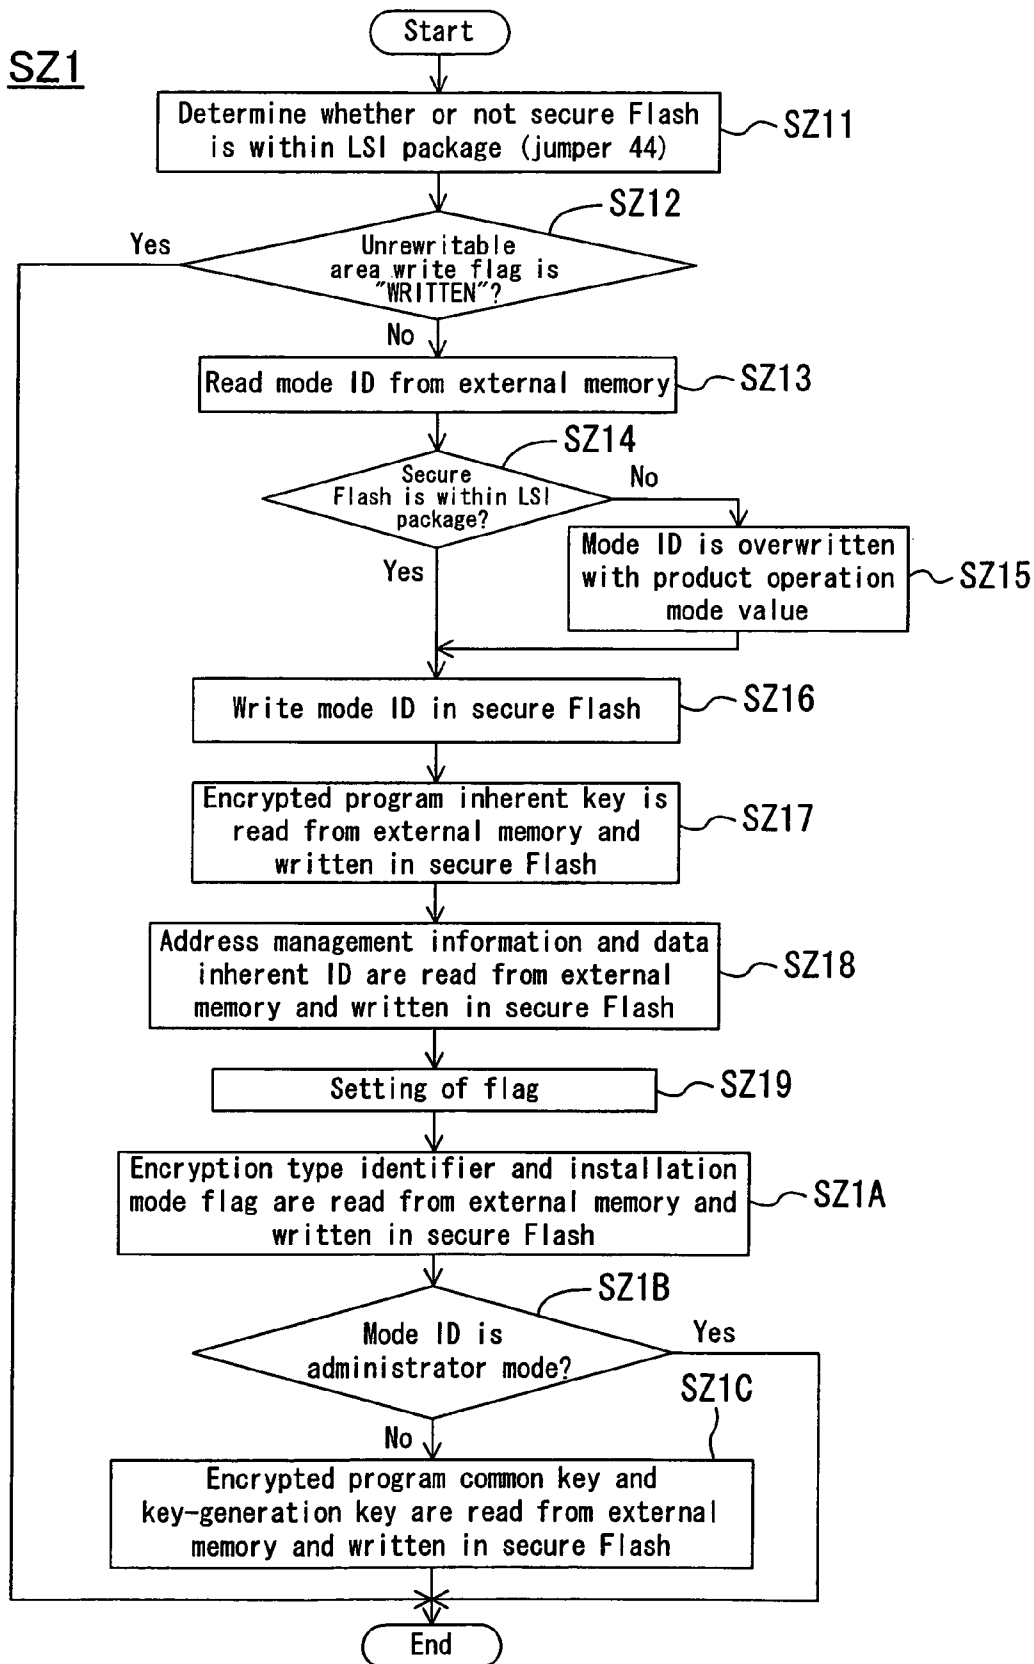 Start
SZ1
Determine whether or not secure Flash
is within LSI package (jumper 44)
SZ11
SZ12
Yes
Unrewritable
area write flag is
"WRITTEN"?
No
Read mode ID from external memory
SZ13
SZ14
Secure
Flash is within LSI
package?
No
Yes
Mode ID is overwritten
with product operation
mode value
SZ15
Write mode ID in secure Flash
SZ16
Encrypted program inherent key is
read from external memory and
written in secure Flash
SZ17
Address management information and data
inherent ID are read from external
memory and written in secure Flash
SZ18
Setting of flag
SZ19
Encryption type identifier and installation
mode flag are read from external memory and
written in secure Flash
SZ1A
SZ1B
Mode ID is
administrator mode?
Yes
No
SZ1C
Encrypted program common key and
key-generation key are read from external
memory and written in secure Flash
End